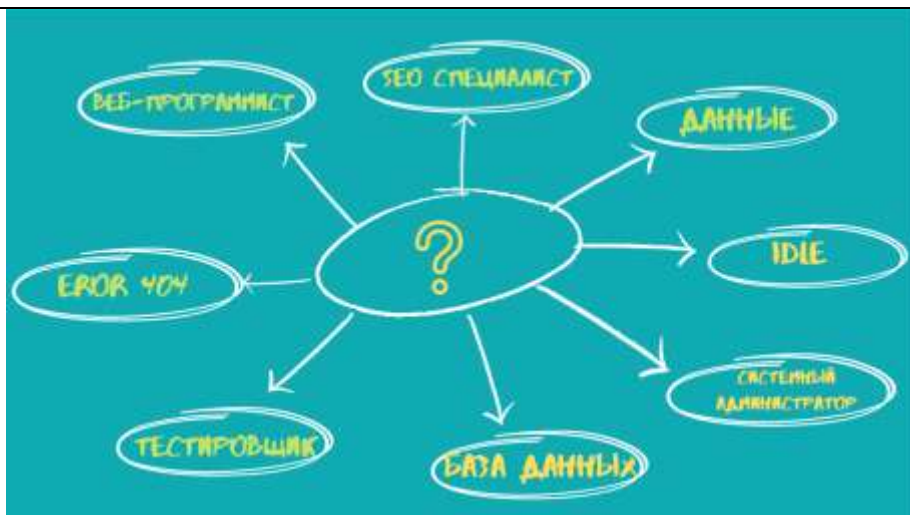 SEO СПЕЦИАЛИСТ
ВЕБ-ПРОГРАММИСТ
ДАННЫЕ
?
IDLE
EROR 404
СИСТЕМНЫЙ
АДМИНИСТРАТОР
ТЕСТИРОВЩИК
БАЗА ДАННЫХ